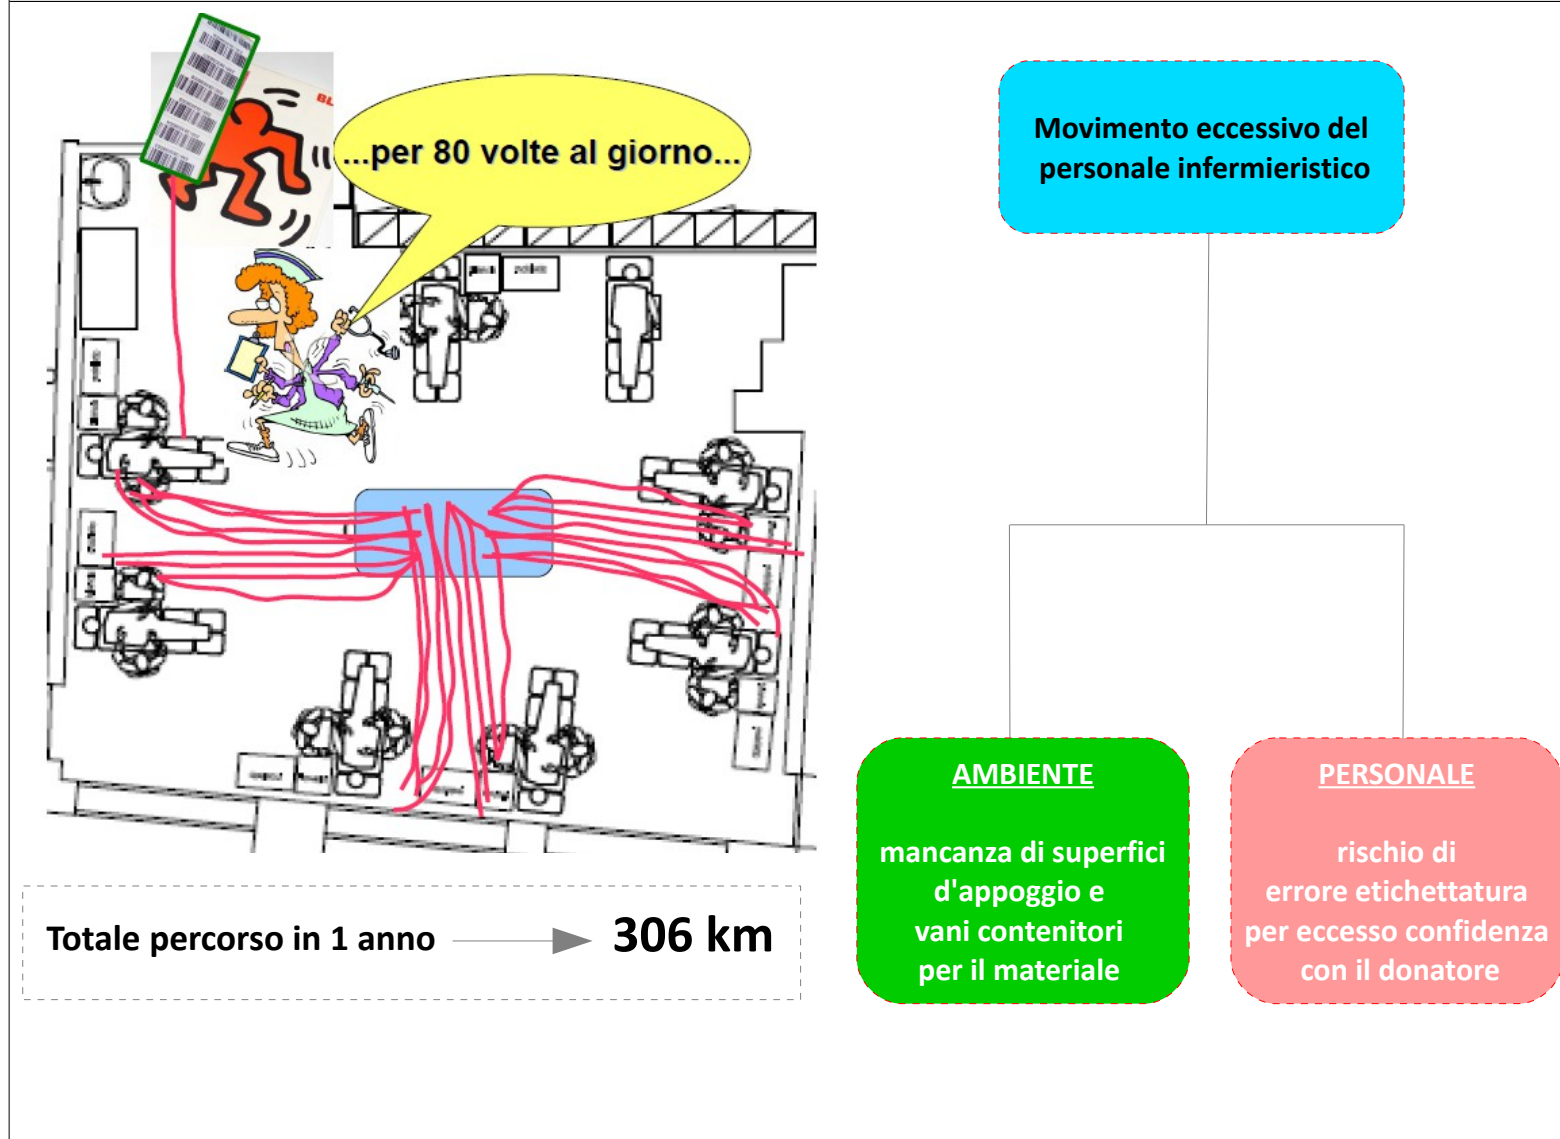 BL
...per 80 volte al giorno...
Movimento eccessivo del
personale infermieristico
AMBIENTE
mancanza di superfici
d'appoggio e
vani contenitori
per il materiale
PERSONALE
rischio di
errore etichettatura
per eccesso confidenza
con il donatore
Totale percorso in 1 anno 306 km